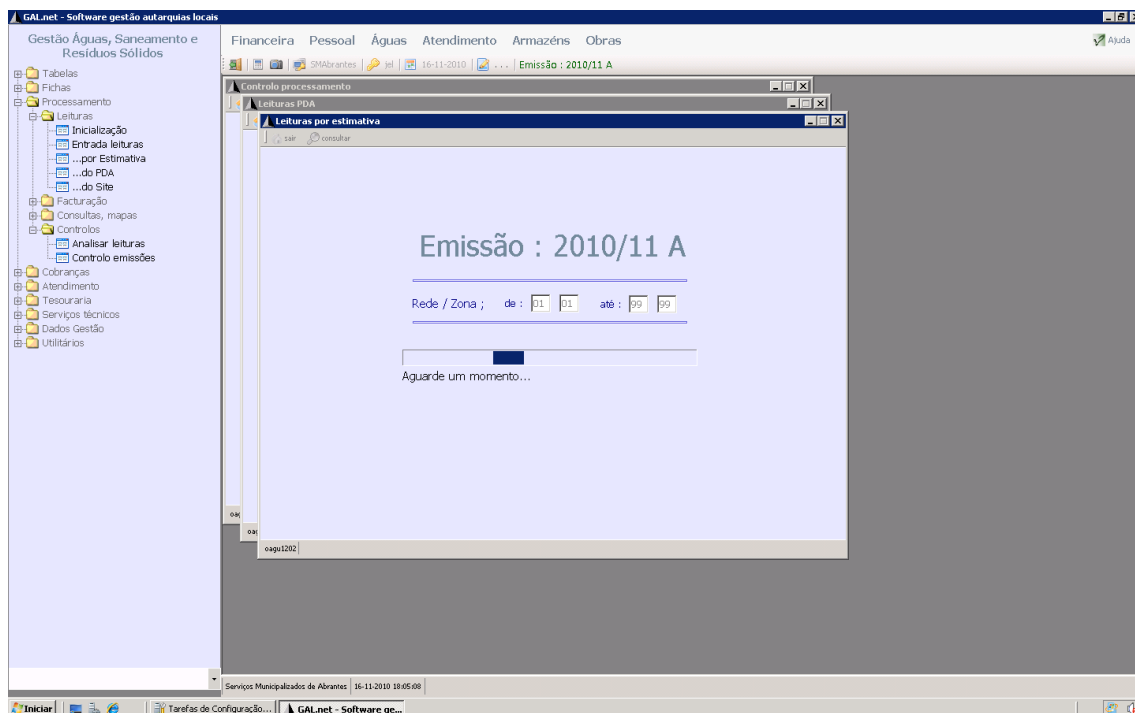 GAL.net - Software gestão autarquias locais
Gestão Águas, Saneamento e
Resíduos Sólidos
Tabelas
Fichas
Processamento
Leituras
Inicialização
Entrada leituras
...por Estimativa
...do PDA
...do Site
Facturação
Consultas, mapas
Controlos
Analisar leituras
Controlo emissões
Cobranças
Atendimento
Tesouraria
Serviços técnicos
Dados Gestão
Utilitários
Financeira Pessoal Águas Atendimento Armazéns Obras
Ajuda
SMAbrantes jel 16-11-2010 ... Emissão : 2010/11 A
Controlo processamento
Leituras PDA
Leituras por estimativa
sair consultar
Emissão : 2010/11 A
Rede / Zona ; de : 01 01 até : 99 99
Aguarde um momento...
oagu1202
Serviços Municipalizados de Abrantes 16-11-2010 18:05:08
Iniciar Tarefas de Configuração... GAL.net - Software ge...